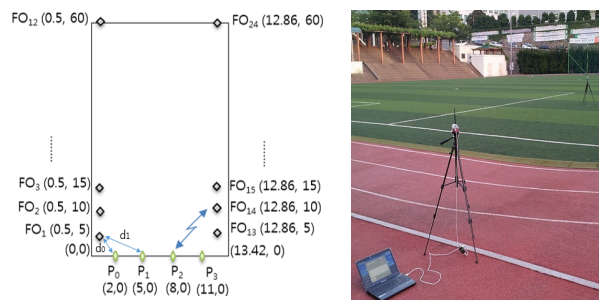 FO12 (0.5, 60) FO24 (12.86, 60)
FO3 (0.5, 15) FO15 (12.86, 15)
FO2 (0.5, 10) FO14 (12.86, 10)
FO1 (0.5, 5) FO13 (12.86, 5)
d1
d0
(0,0) (13.42, 0)
P0 P1 P2 P3
(2,0) (5,0) (8,0) (11,0)